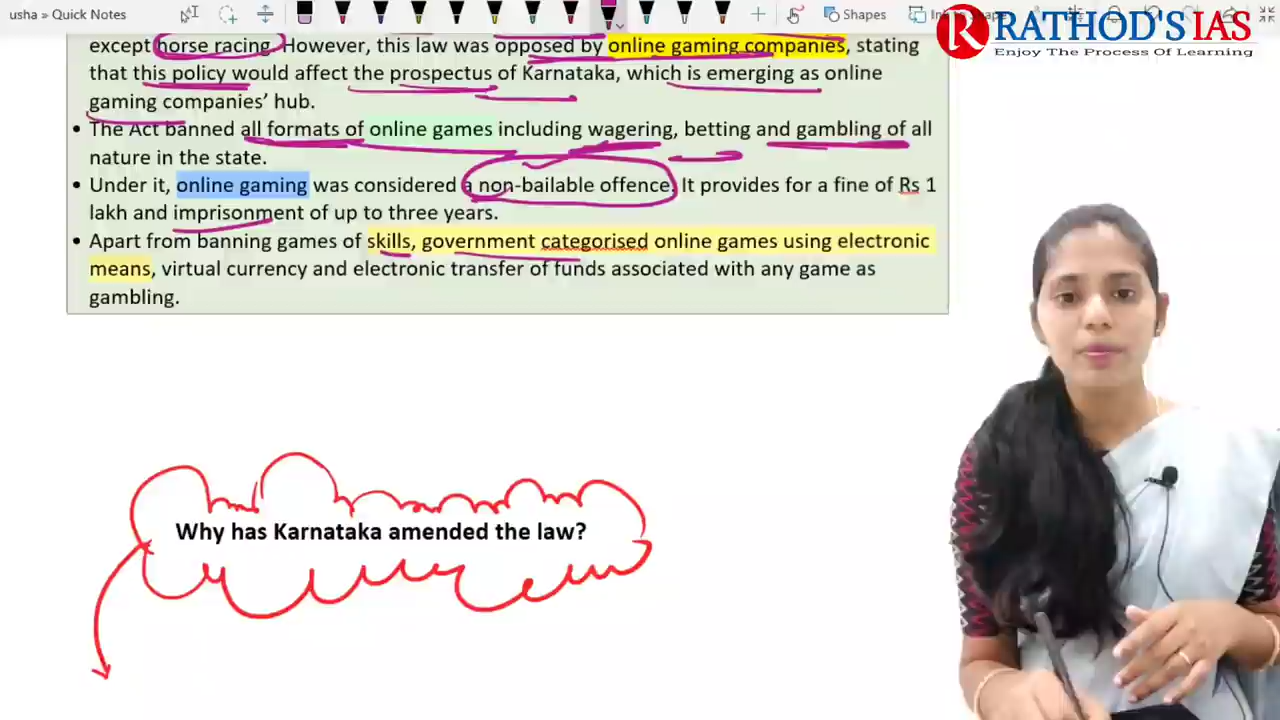 usha » Quick Notes
Shapes
RATHOD'S IAS
Enjoy The Process Of Learning
except horse racing. However, this law was opposed by online gaming companies, stating
that this policy would affect the prospectus of Karnataka, which is emerging as online
gaming companies' hub.
• The Act banned all formats of online games including wagering, betting and gambling of all
nature in the state.
• Under it, online gaming was considered a non-bailable offence. It provides for a fine of Rs 1
lakh and imprisonment of up to three years.
• Apart from banning games of skills, government categorised online games using electronic
means, virtual currency and electronic transfer of funds associated with any game as
gambling.
Why has Karnataka amended the law?